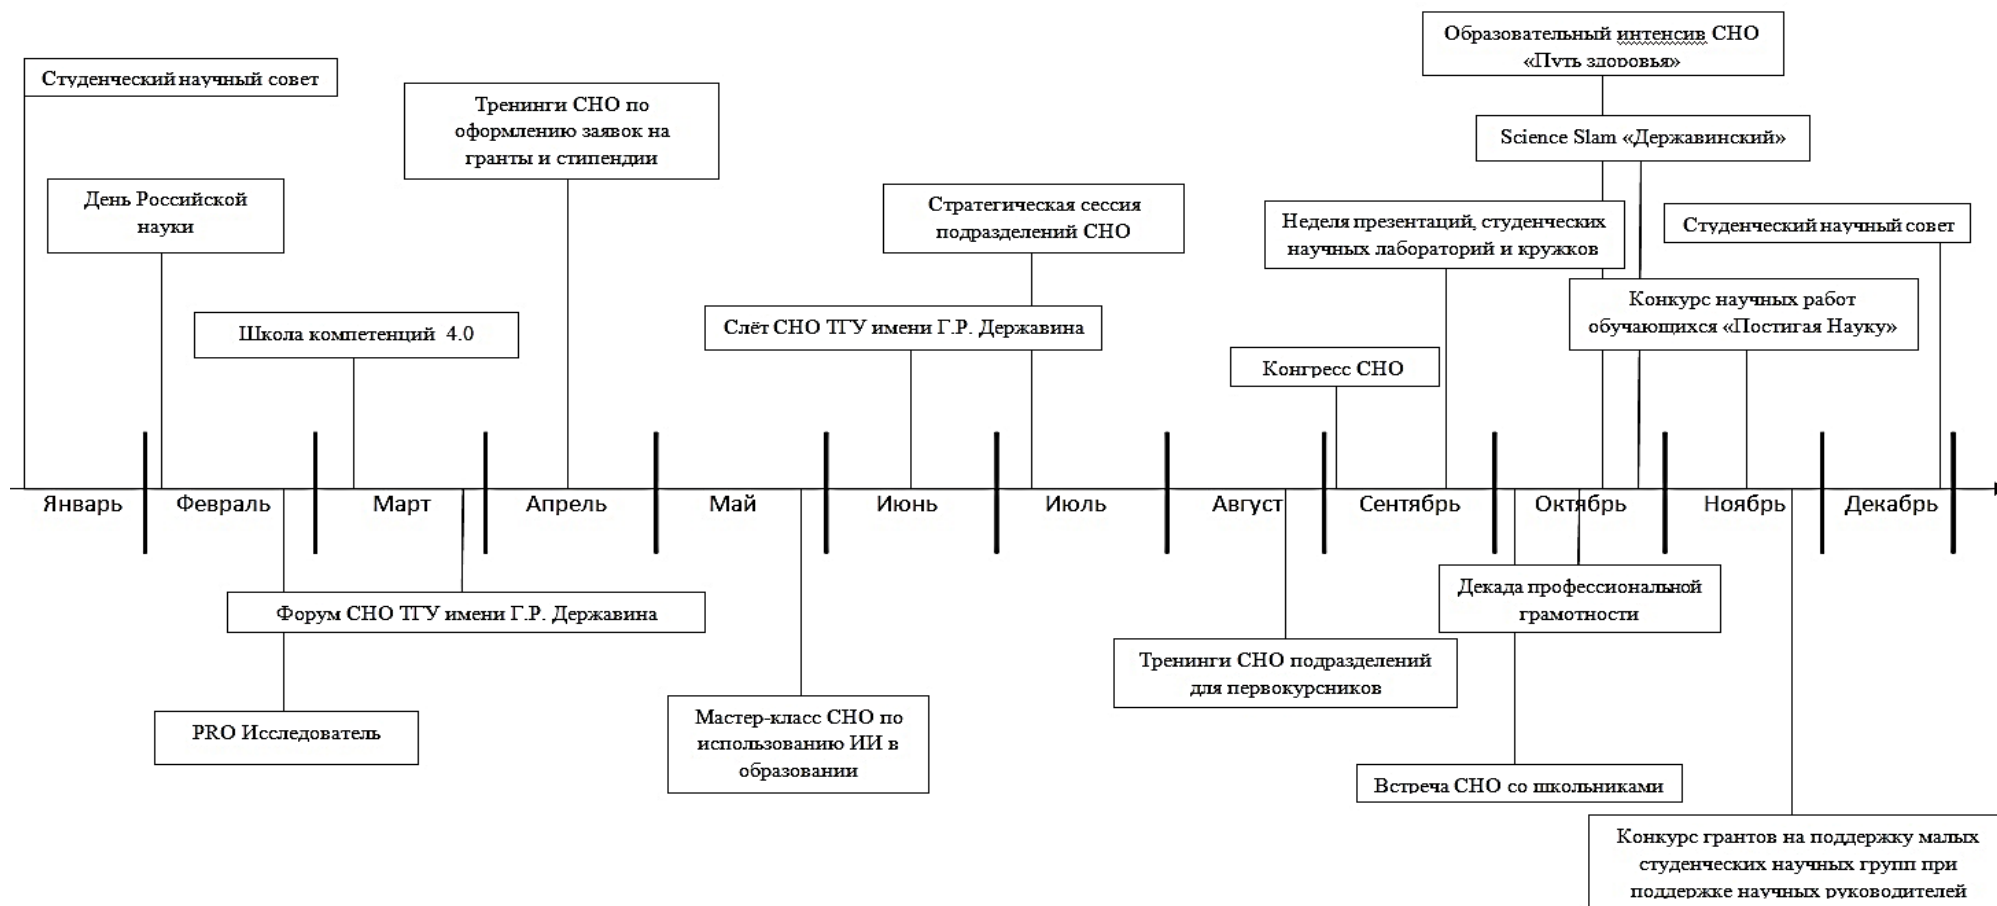 Образовательный интенсив СНО
«Путь здоровья»
Студенческий научный совет
Тренинги СНО по
оформлению заявок на
гранты и стипендии
Science Slam «Державинский»
День Российской
науки
Стратегическая сессия
подразделений СНО
Неделя презентаций, студенческих
научных лабораторий и кружков
Студенческий научный совет
Школа компетенций 4.0
Слёт СНО ТГУ имени Г.Р. Державина
Конкурс научных работ
обучающихся «Постигая Науку»
Конгресс СНО
Январь
Февраль
Март
Апрель
Май
Июнь
Июль
Август
Сентябрь
Октябрь
Ноябрь
Декабрь
Форум СНО ТГУ имени Г.Р. Державина
Декада профессиональной
грамотности
Тренинги СНО подразделений
для первокурсников
PRO Исследователь
Мастер-класс СНО по
использованию ИИ в
образовании
Встреча СНО со школьниками
Конкурс грантов на поддержку малых
студенческих научных групп при
поддержке научных руководителей